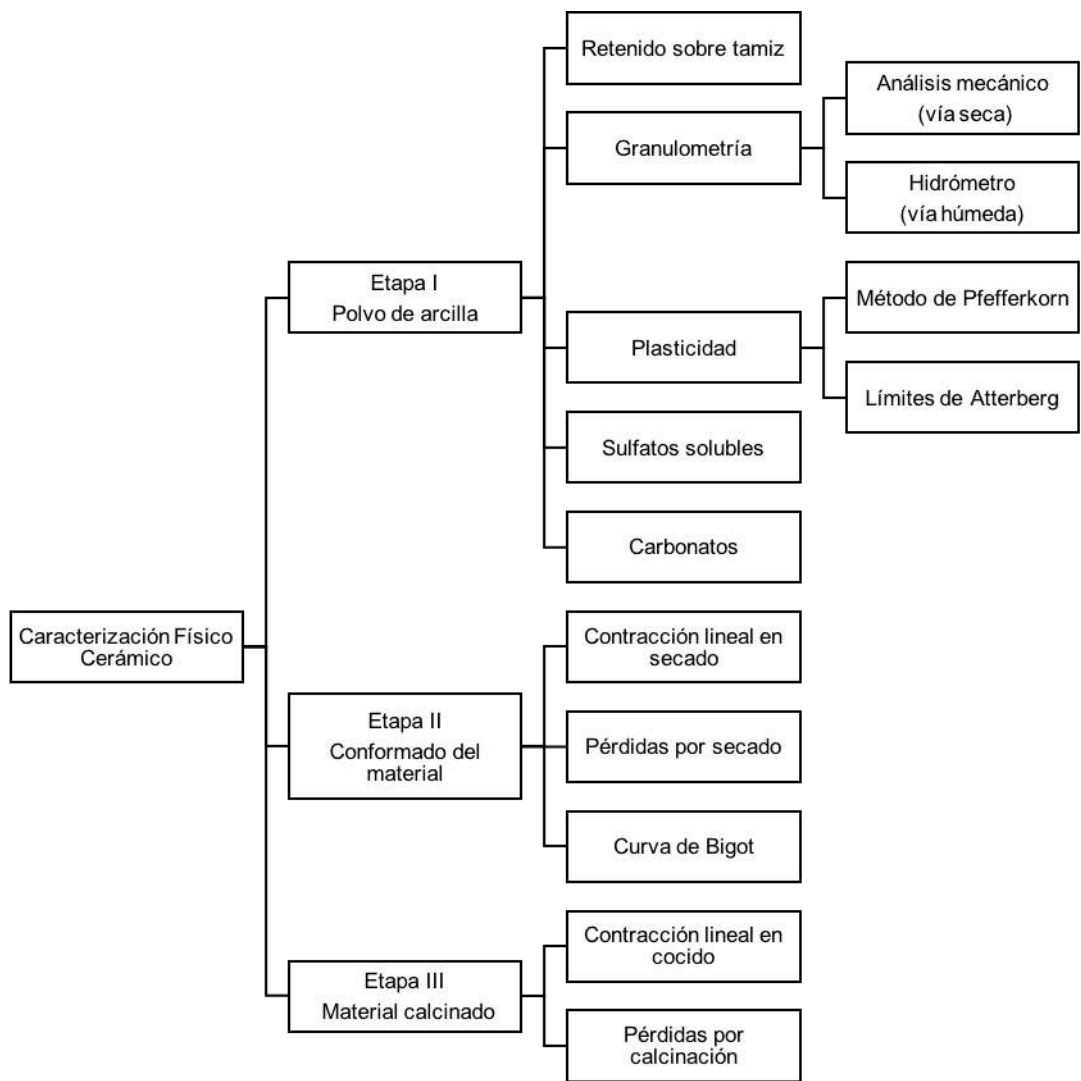 Retenido sobre tamiz
Análisis mecánico
(vía seca)
Granulometría
Hidrómetro
(vía húmeda)
Etapa I
Polvo de arcilla
Método de Pfefferkorn
Plasticidad
Límites de Atterberg
Sulfatos solubles
Carbonatos
Caracterización Físico
Cerámico
Contracción lineal en
secado
Etapa II
Conformado del
material
Pérdidas por secado
Curva de Bigot
Contracción lineal en
cocido
Etapa III
Material calcinado
Pérdidas por
calcinación